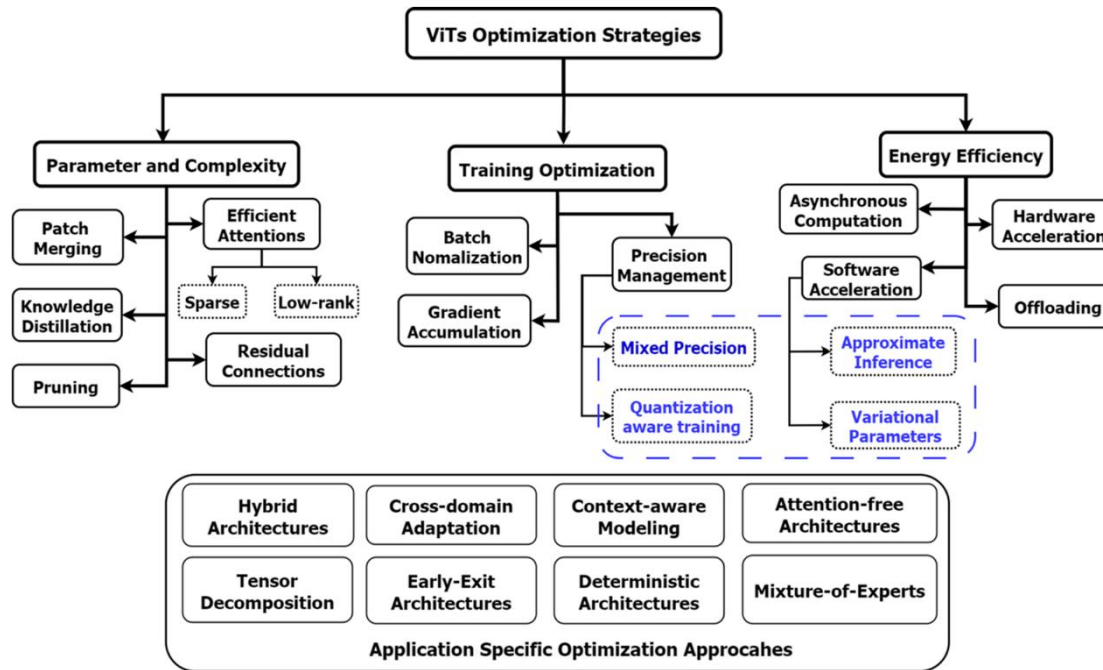 ViTs Optimization Strategies
Parameter and Complexity
Training Optimization
Energy Efficiency
Patch
Merging
Efficient
Attentions
Sparse
Low-rank
Knowledge
Distillation
Residual
Connections
Pruning
Batch
Nomalization
Precision
Management
Gradient
Accumulation
Mixed Precision
Quantization
aware training
Asynchronous
Computation
Hardware
Acceleration
Software
Acceleration
Offloading
Approximate
Inference
Variational
Parameters
Hybrid
Architectures
Cross-domain
Adaptation
Context-aware
Modeling
Attention-free
Architectures
Tensor
Decomposition
Early-Exit
Architectures
Deterministic
Architectures
Mixture-of-Experts
Application Specific Optimization Approcahes